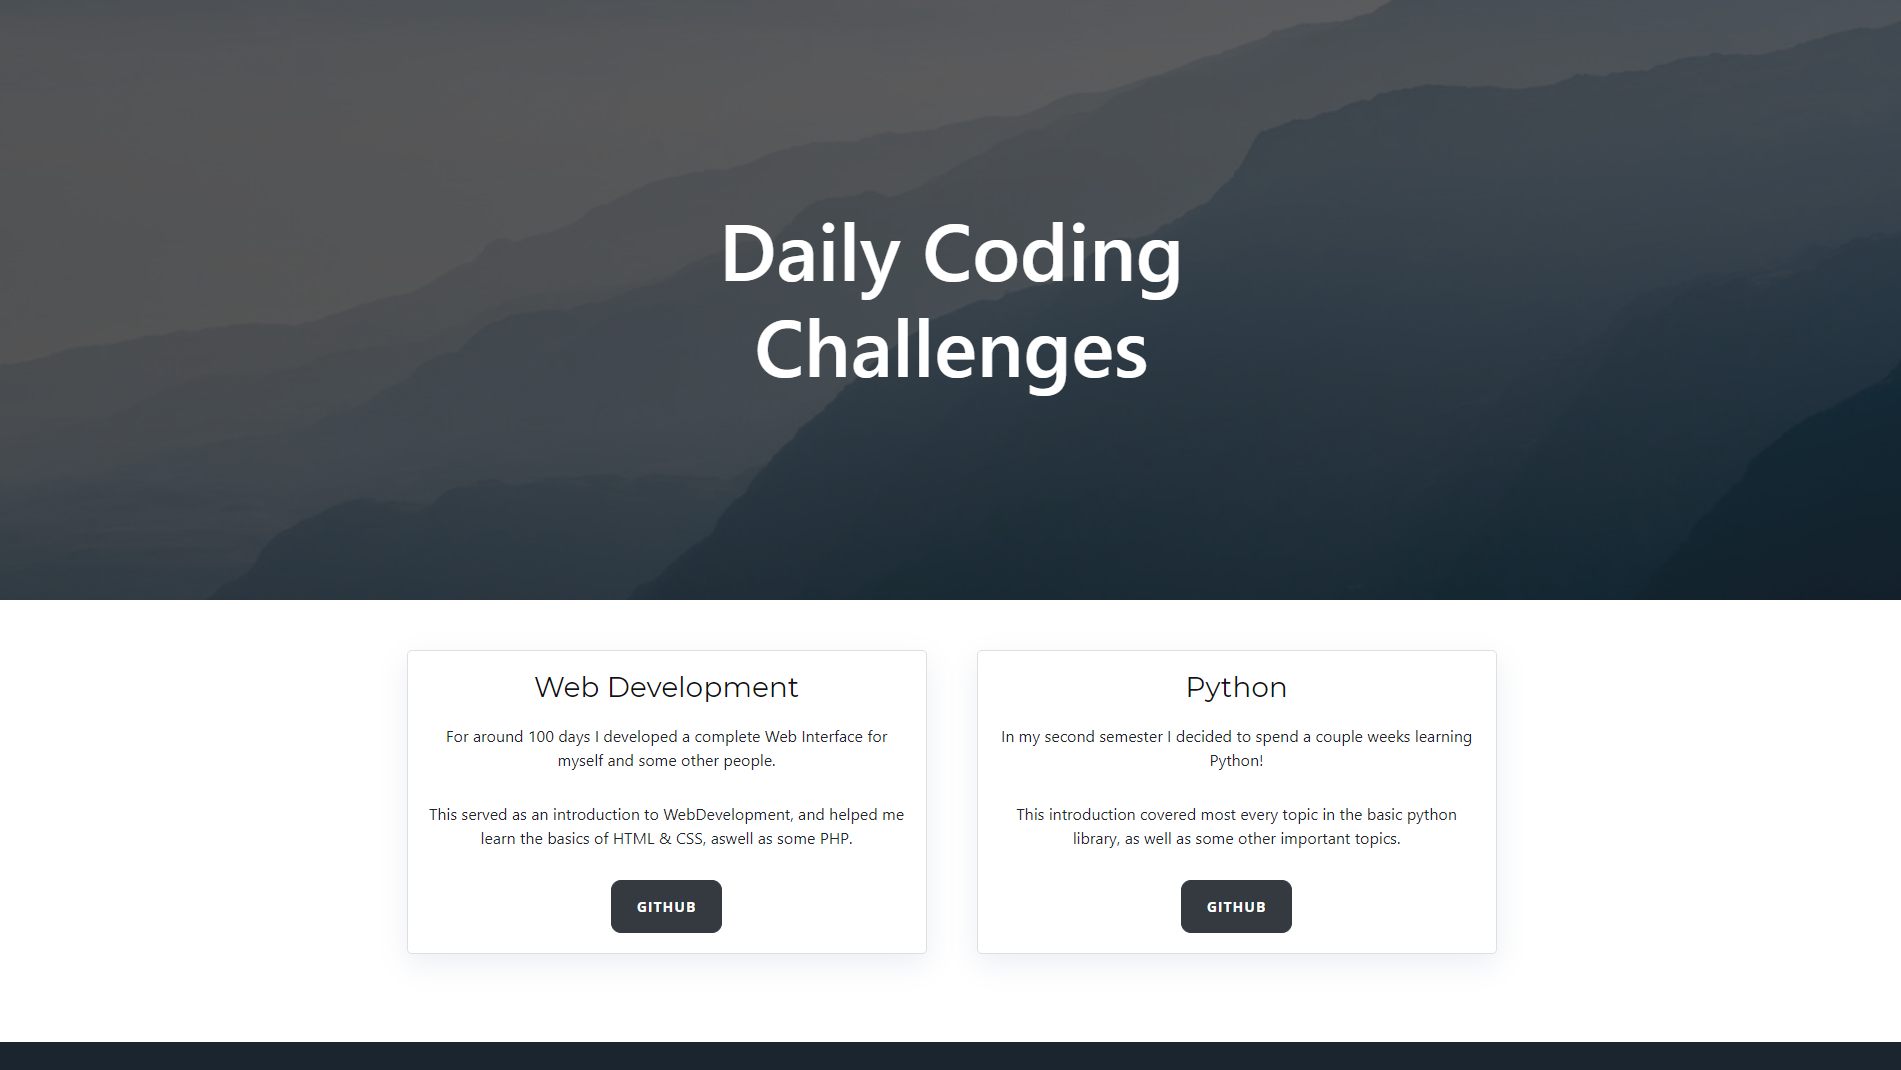 Daily Coding
Challenges
Web Development
For around 100 days I developed a complete Web Interface for
myself and some other people.
This served as an introduction to WebDevelopment, and helped me
learn the basics of HTML & CSS, aswell as some PHP.
GITHUB
Python
In my second semester I decided to spend a couple weeks learning
Python!
This introduction covered most every topic in the basic python
library, as well as some other important topics.
GITHUB